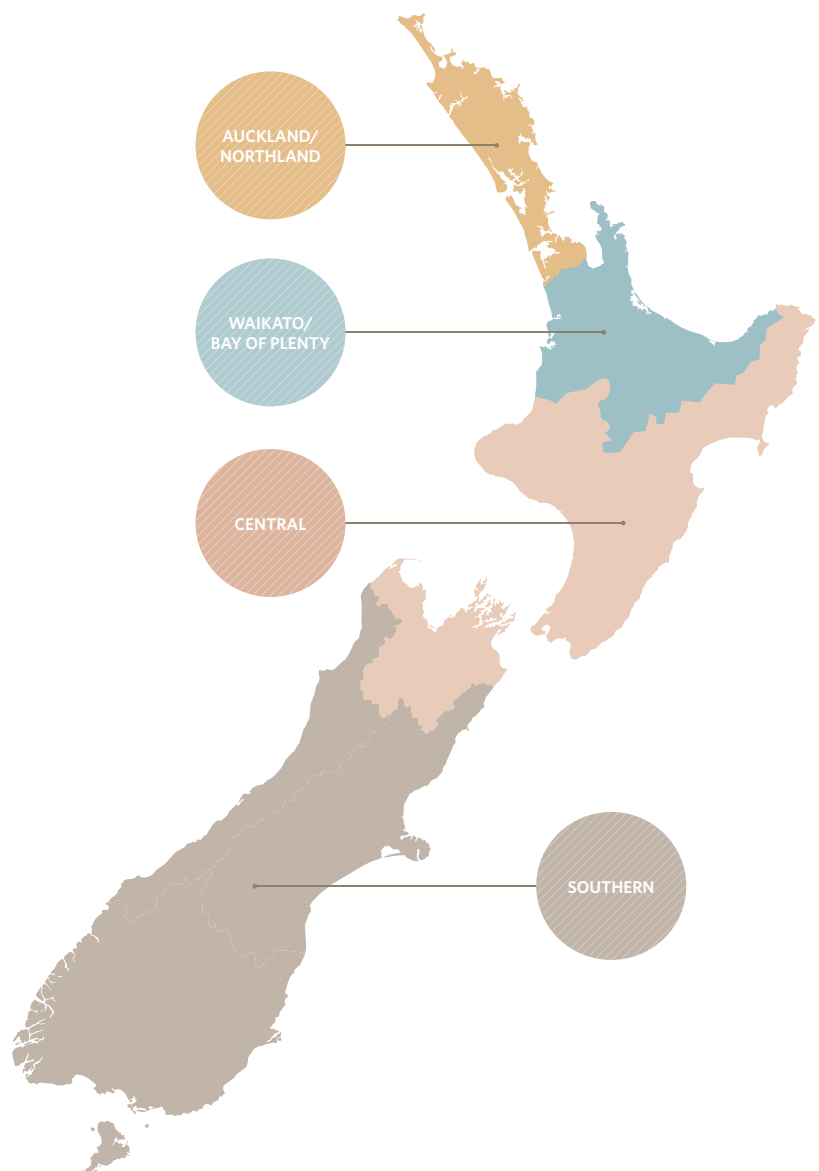 AUCKLAND/
NORTHLAND
WAIKATO/
BAY OF PLENTY
CENTRAL
SOUTHERN